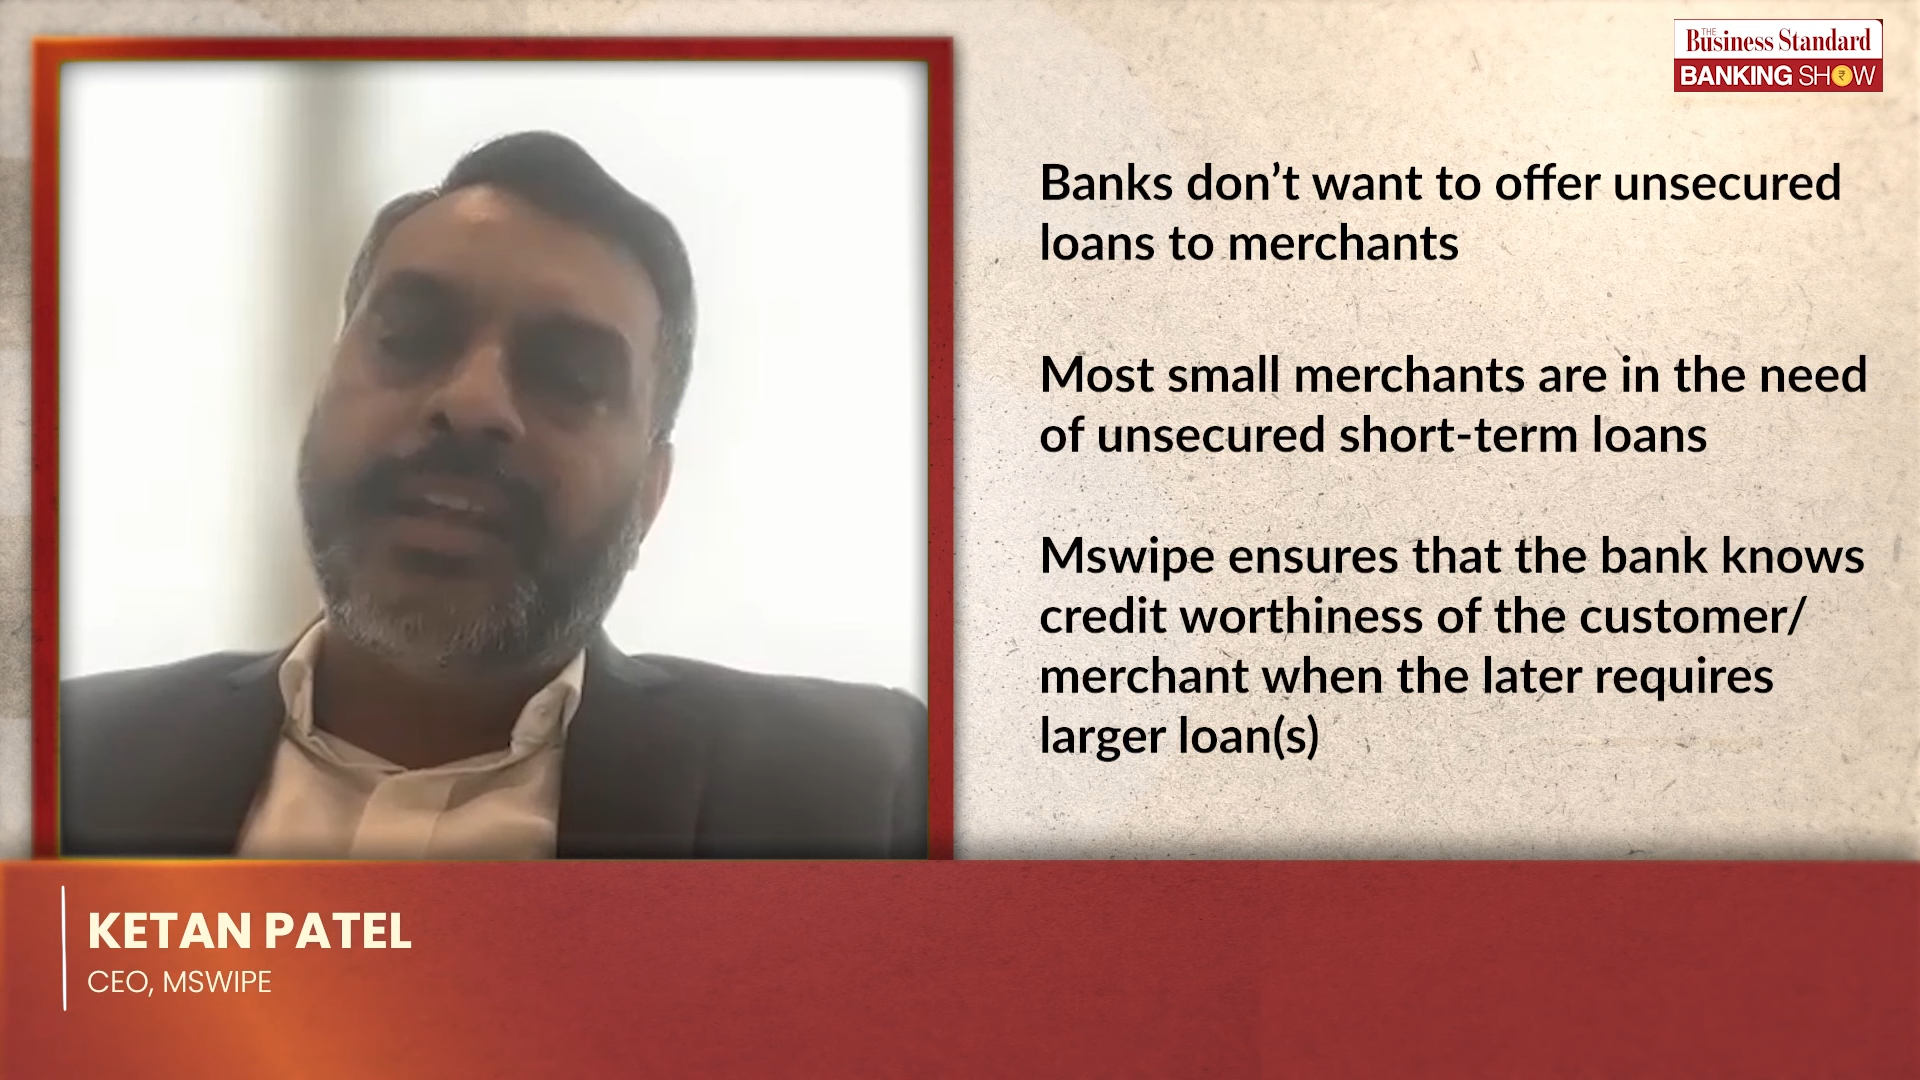 THE
Business Standard
BANKING SHOW
Banks don’t want to offer unsecured
loans to merchants
Most small merchants are in the need
of unsecured short-term loans
Mswipe ensures that the bank knows
credit worthiness of the customer/
merchant when the later requires
larger loan(s)
KETAN PATEL
CEO, MSWIPE